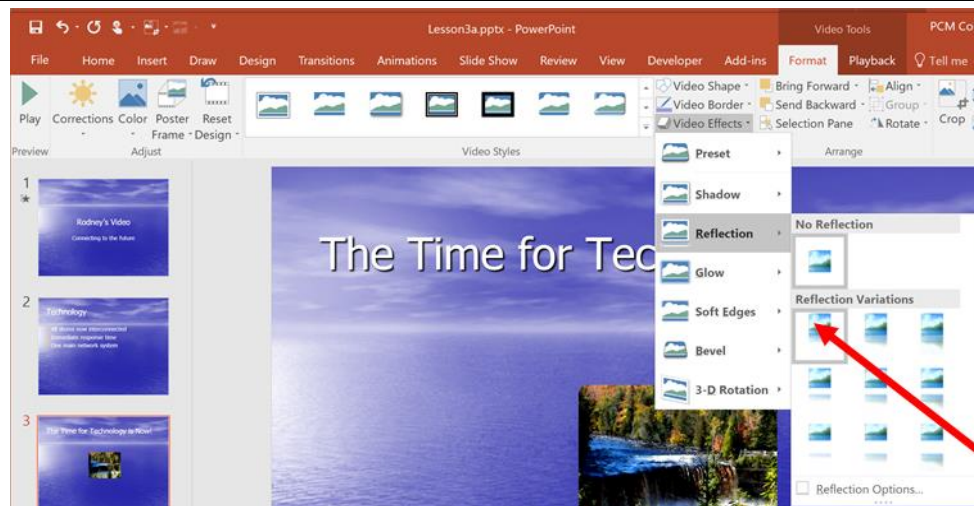 Lesson3a.pptx - PowerPoint
Video Tools
PCM Co
File Home Insert Draw Design Transitions Animations Slide Show Review View Developer Add-ins Format Playback Tell me
Play Corrections Color Poster Frame Reset Design
Video Shape
Video Border
Video Effects
Bring Forward
Send Backward
Selection Pane
Align
Group
Rotate
Crop
Preview Adjust Video Styles Arrange
Preset
Shadow
Reflection
Glow
Soft Edges
Bevel
3-D Rotation
No Reflection
Reflection Variations
Reflection Options...
1
Rodney's Video
Connecting to the Future
2
Technology
All items now interconnected
Immediate response time
One main network system
3
The Time for Technology is Now!
The Time for Tec